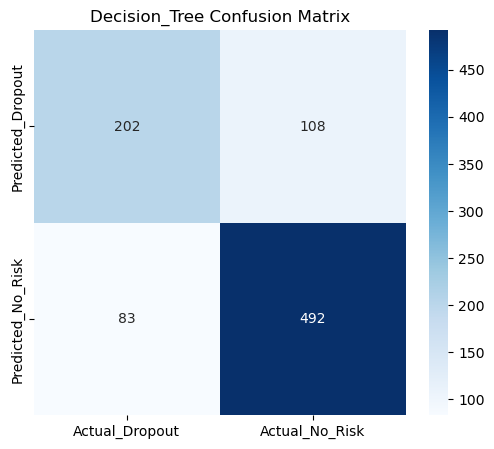 Decision_Tree Confusion Matrix
Predicted_Dropout
202
108
Predicted_No_Risk
83
492
Actual_Dropout
Actual_No_Risk
450
400
350
300
250
200
150
100